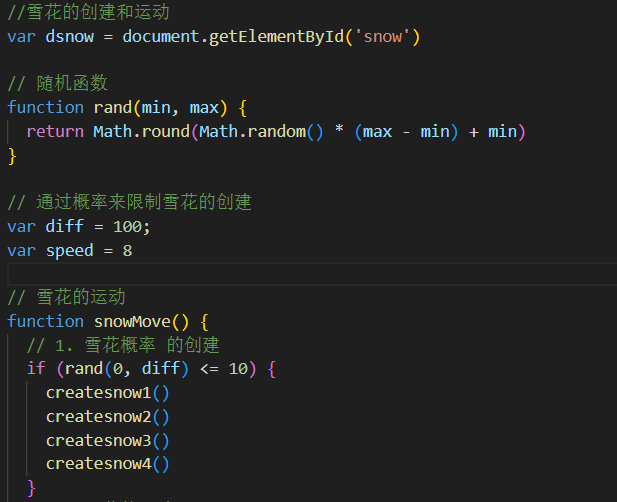 //雪花的创建和运动
var dsnow = document.getElementById('snow')
// 随机函数
function rand(min, max) {
return Math.round(Math.random() * (max - min) + min)
}
// 通过概率来限制雪花的创建
var diff = 100;
var speed = 8
// 雪花的运动
function snowMove() {
// 1. 雪花概率 的创建
if (rand(0, diff) <= 10) {
createsnow1()
createsnow2()
createsnow3()
createsnow4()
}